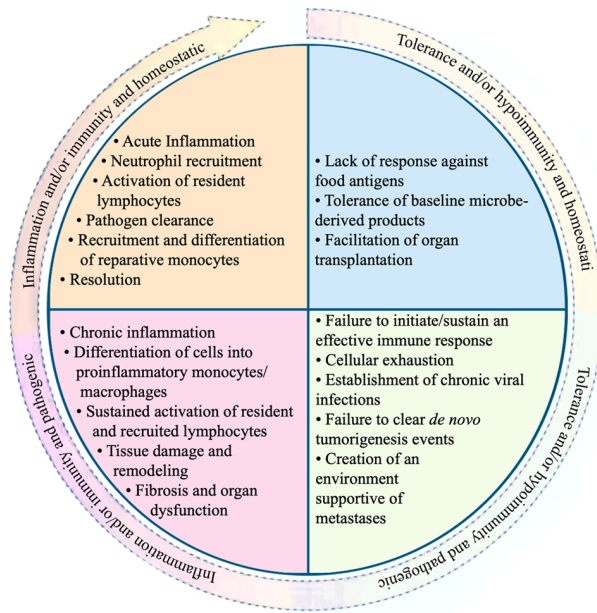 Inflammation and/or immunity and homeostatic
Tolerance and/or hypoimmunity and homeostati
• Acute Inflammation
• Neutrophil recruitment
• Activation of resident
lymphocytes
• Pathogen clearance
• Recruitment and differentiation
of reparative monocytes
• Resolution
• Lack of response against
food antigens
• Tolerance of baseline microbe-
derived products
• Facilitation of organ
transplantation
• Chronic inflammation
• Differentiation of cells into
proinflammatory monocytes/
macrophages
• Sustained activation of resident
and recruited lymphocytes
• Tissue damage and
remodeling
• Fibrosis and organ
dysfunction
• Failure to initiate/sustain an
effective immune response
• Cellular exhaustion
• Establishment of chronic viral
infections
• Failure to clear de novo
tumorigenesis events
• Creation of an
environment
supportive of
metastases
Inflammation and/or immunity and pathogenic
Tolerance and/or hypoimmunity and pathogenic